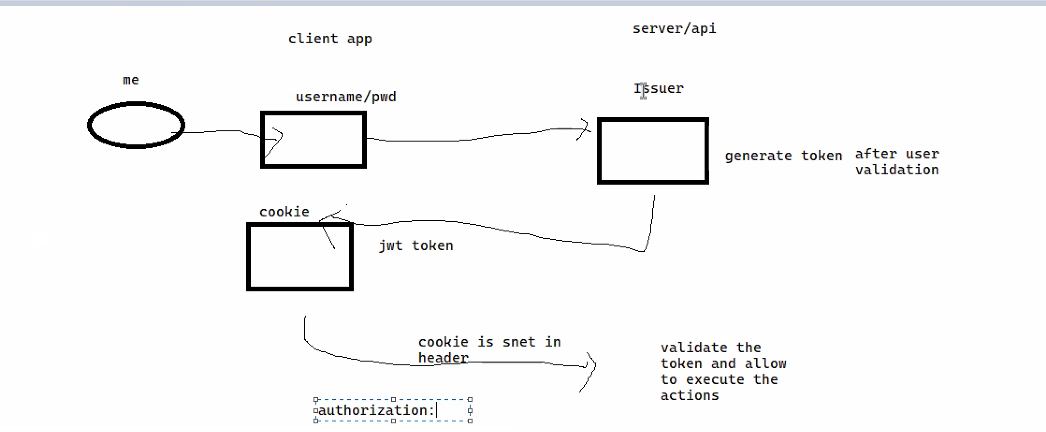 client app
server/api
me
username/pwd
Issuer
generate token
after user
validation
cookie
jwt token
cookie is snet in
header
validate the
token and allow
to execute the
actions
authorization: